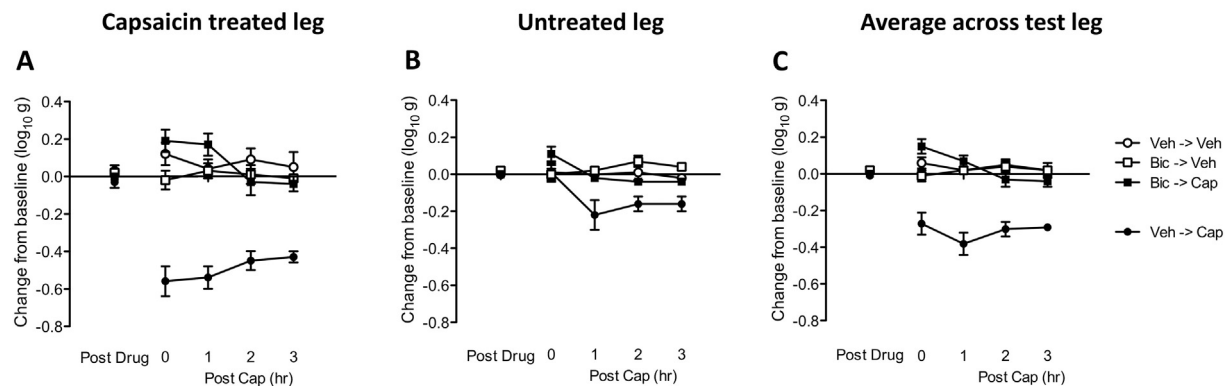 Capsaicin treated leg
Untreated leg
Average across test leg
A
B
C
Change from baseline (log10 g)
0.4
0.2
0.0
-0.2
-0.4
-0.6
-0.8
Post Drug 0 1 2 3
Post Cap (hr)
Change from baseline (log10 g)
0.4
0.2
0.0
-0.2
-0.4
-0.6
-0.8
Post Drug 0 1 2 3
Post Cap (hr)
Change from baseline (log10 g)
0.4
0.2
0.0
-0.2
-0.4
-0.6
-0.8
Post Drug 0 1 2 3
Post Cap (hr)
Veh -> Veh
Bic -> Veh
Bic -> Cap
Veh -> Cap